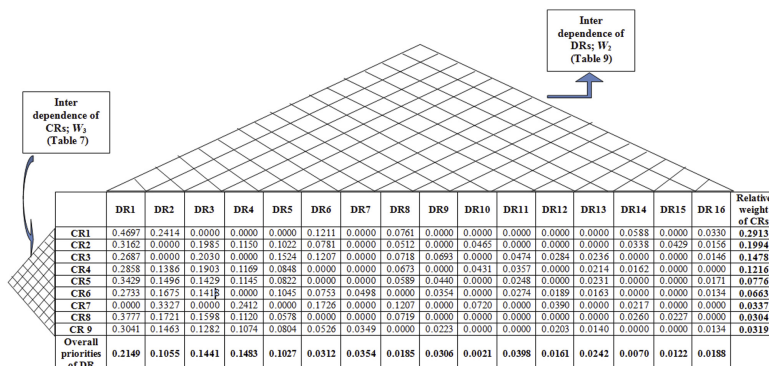 Inter
dependence of
DRs; W2
(Table 9)
Inter
dependence of
CRs; W3
(Table 7)
DR1 DR2 DR3 DR4 DR5 DR6 DR7 DR8 DR9 DR10 DR11 DR12 DR13 DR14 DR15 DR 16 Relative
weight
of CRs
CR1 0.4697 0.2414 0.0000 0.0000 0.0000 0.1211 0.0000 0.0761 0.0000 0.0000 0.0000 0.0000 0.0000 0.0588 0.0000 0.0330 0.2913
CR2 0.3162 0.0000 0.1985 0.1150 0.1022 0.0781 0.0000 0.0512 0.0000 0.0465 0.0000 0.0000 0.0000 0.0338 0.0429 0.0156 0.1994
CR3 0.2687 0.0000 0.2030 0.0000 0.1524 0.1207 0.0000 0.0718 0.0693 0.0000 0.0474 0.0284 0.0236 0.0000 0.0000 0.0146 0.1478
CR4 0.2858 0.1386 0.1903 0.1169 0.0848 0.0000 0.0000 0.0673 0.0000 0.0431 0.0357 0.0000 0.0214 0.0162 0.0000 0.0000 0.1216
CR5 0.3429 0.1496 0.1429 0.1145 0.0822 0.0000 0.0000 0.0589 0.0440 0.0000 0.0248 0.0000 0.0231 0.0000 0.0000 0.0171 0.0776
CR6 0.2733 0.1675 0.1418 0.0000 0.1045 0.0753 0.0498 0.0000 0.0354 0.0000 0.0274 0.0189 0.0163 0.0000 0.0000 0.0134 0.0663
CR7 0.0000 0.3327 0.0000 0.2412 0.0000 0.1726 0.0000 0.1207 0.0000 0.0720 0.0000 0.0390 0.0000 0.0217 0.0000 0.0000 0.0337
CR8 0.3777 0.1721 0.1598 0.1120 0.0578 0.0000 0.0000 0.0719 0.0000 0.0000 0.0000 0.0000 0.0000 0.0260 0.0227 0.0000 0.0304
CR 9 0.3041 0.1463 0.1282 0.1074 0.0804 0.0526 0.0349 0.0000 0.0223 0.0000 0.0000 0.0203 0.0140 0.0000 0.0000 0.0134 0.0319
Overall
priorities
of DR 0.2149 0.1055 0.1441 0.1483 0.1027 0.0312 0.0354 0.0185 0.0306 0.0021 0.0398 0.0161 0.0242 0.0070 0.0122 0.0188